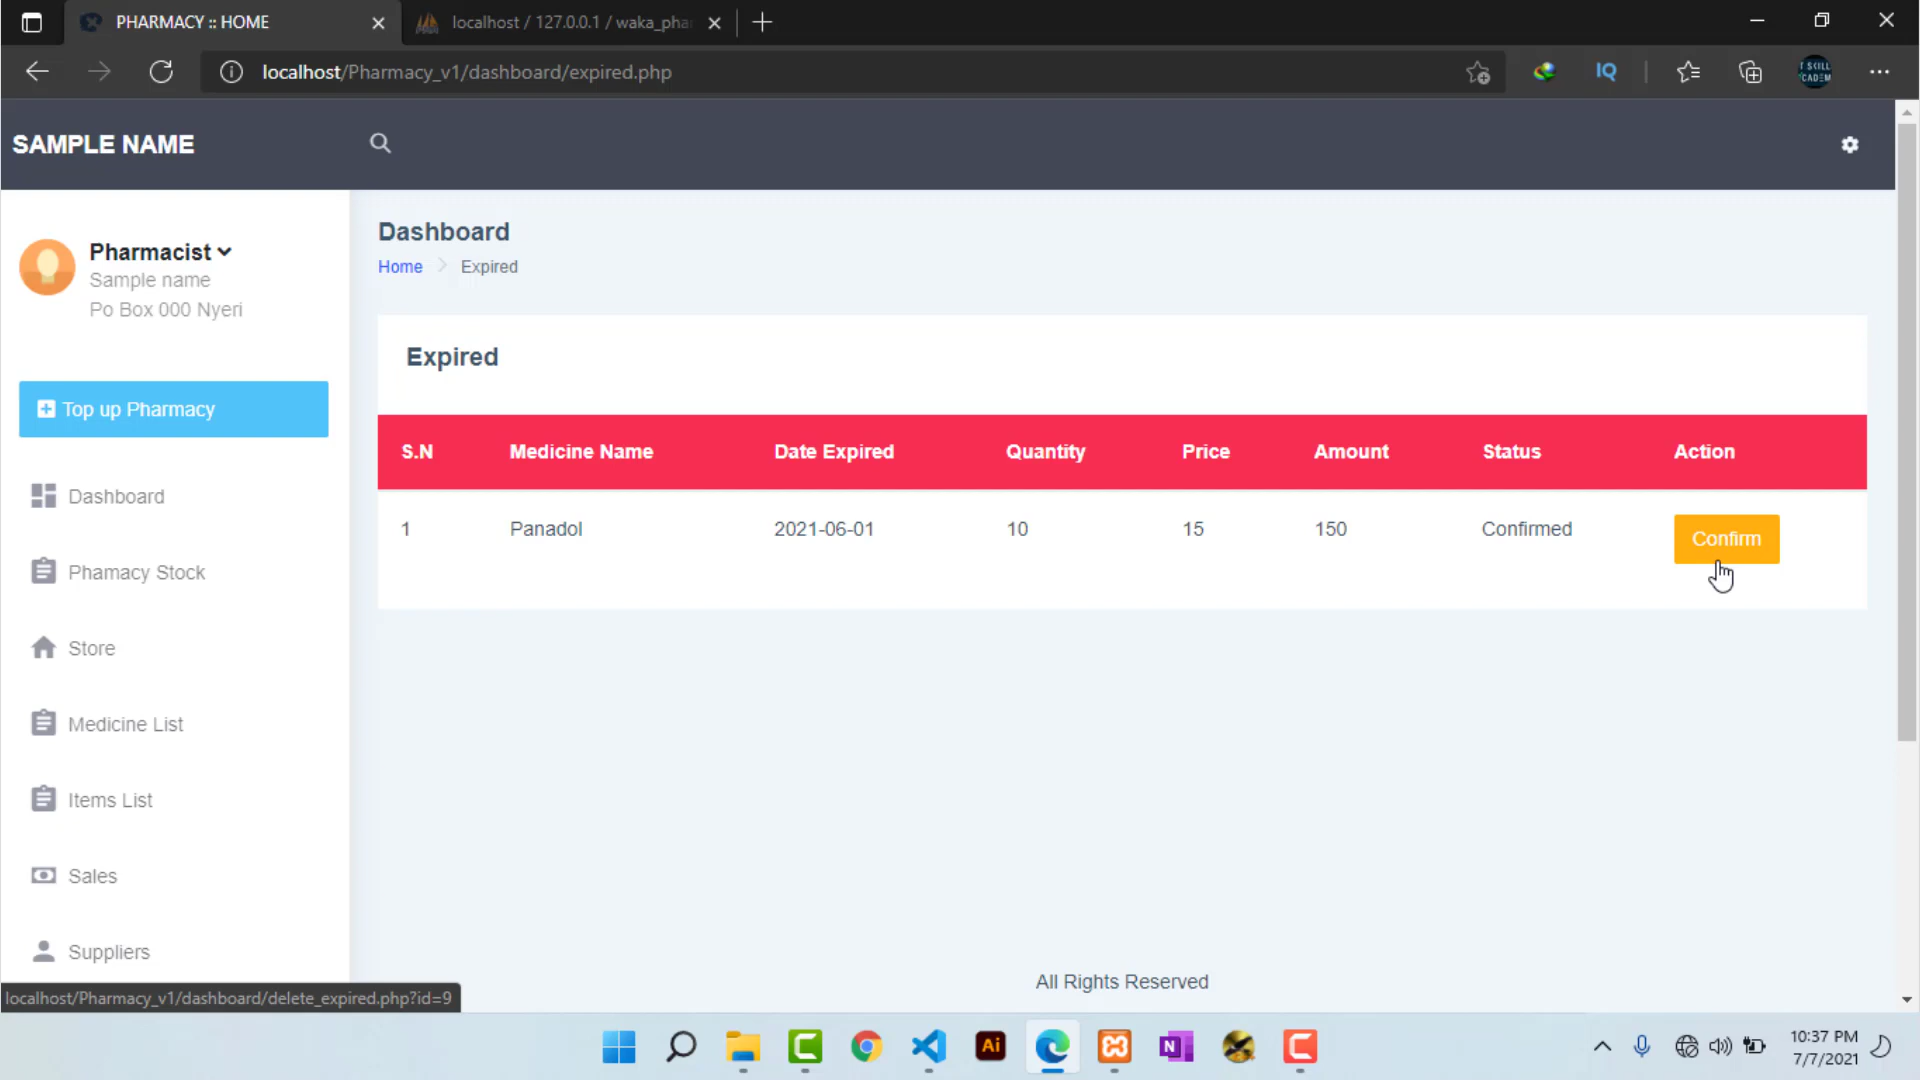 PHARMACY :: HOME
localhost / 127.0.0.1 / waka_phar
localhost/Pharmacy_v1/dashboard/expired.php
IQ
SAMPLE NAME
Pharmacist
Sample name
Po Box 000 Nyeri
Top up Pharmacy
Dashboard
Phamacy Stock
Store
Medicine List
Items List
Sales
Suppliers
Dashboard
Home
Expired
Expired
S.N Medicine Name Date Expired Quantity Price Amount Status Action
1 Panadol 2021-06-01 10 15 150 Confirmed Confirm
All Rights Reserved
localhost/Pharmacy_v1/dashboard/delete_expired.php?id=9
Ai
N
10:37 PM
7/7/2021